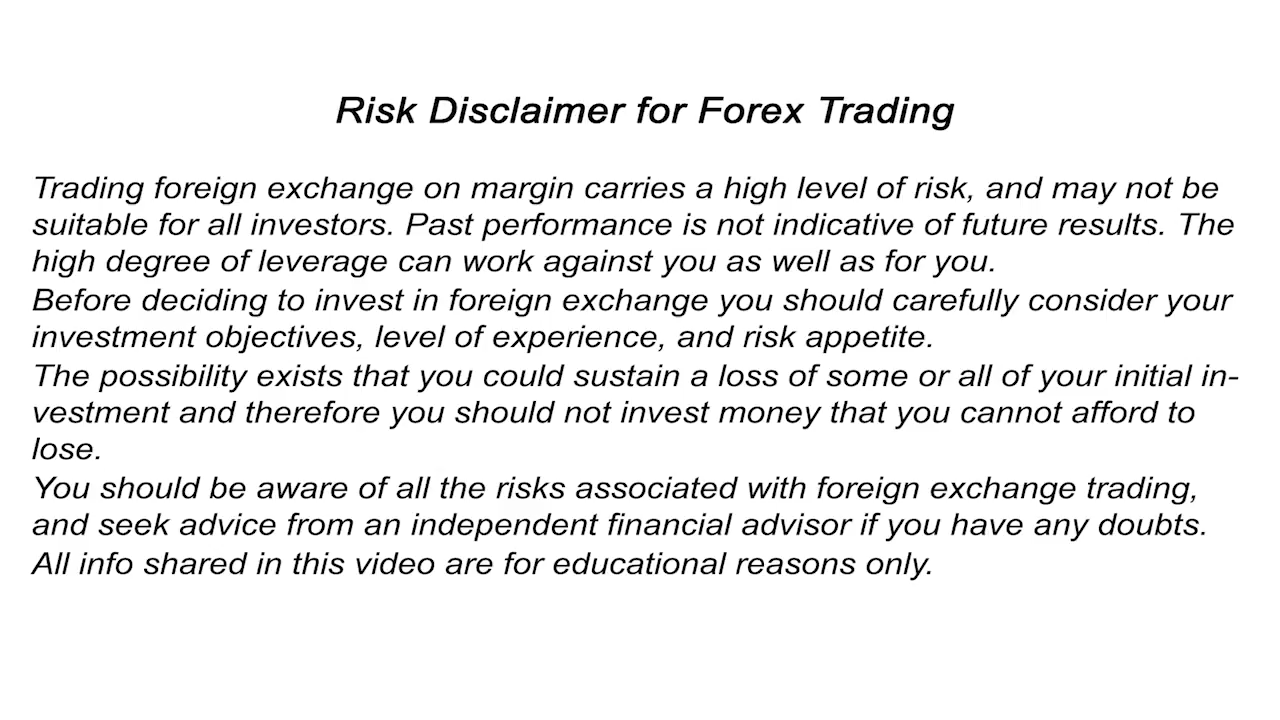 Risk Disclaimer for Forex Trading
Trading foreign exchange on margin carries a high level of risk, and may not be
suitable for all investors. Past performance is not indicative of future results. The
high degree of leverage can work against you as well as for you.
Before deciding to invest in foreign exchange you should carefully consider your
investment objectives, level of experience, and risk appetite.
The possibility exists that you could sustain a loss of some or all of your initial in-
vestment and therefore you should not invest money that you cannot afford to
lose.
You should be aware of all the risks associated with foreign exchange trading,
and seek advice from an independent financial advisor if you have any doubts.
All info shared in this video are for educational reasons only.